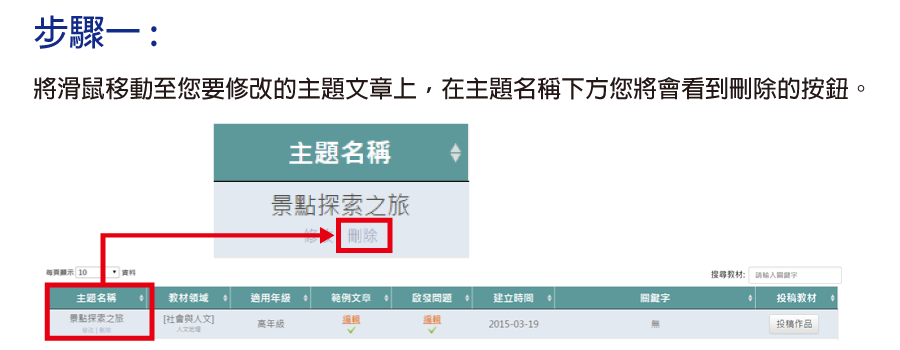 步驟一：
將滑鼠移動至您要修改的主題文章上，在主題名稱下方您將會看到刪除的按鈕。
主題名稱
景點探索之旅
刪除
每頁顯示 10 資料
搜尋教材: 請輸入關鍵字
主題名稱 教材領域 適用年級 範例文章 啟發問題 建立時間 關鍵字 投稿教材
景點探索之旅 [社會與人文] 高年級 編輯 編輯 2015-03-19 無 投稿作品
修改 | 刪除 人文地理